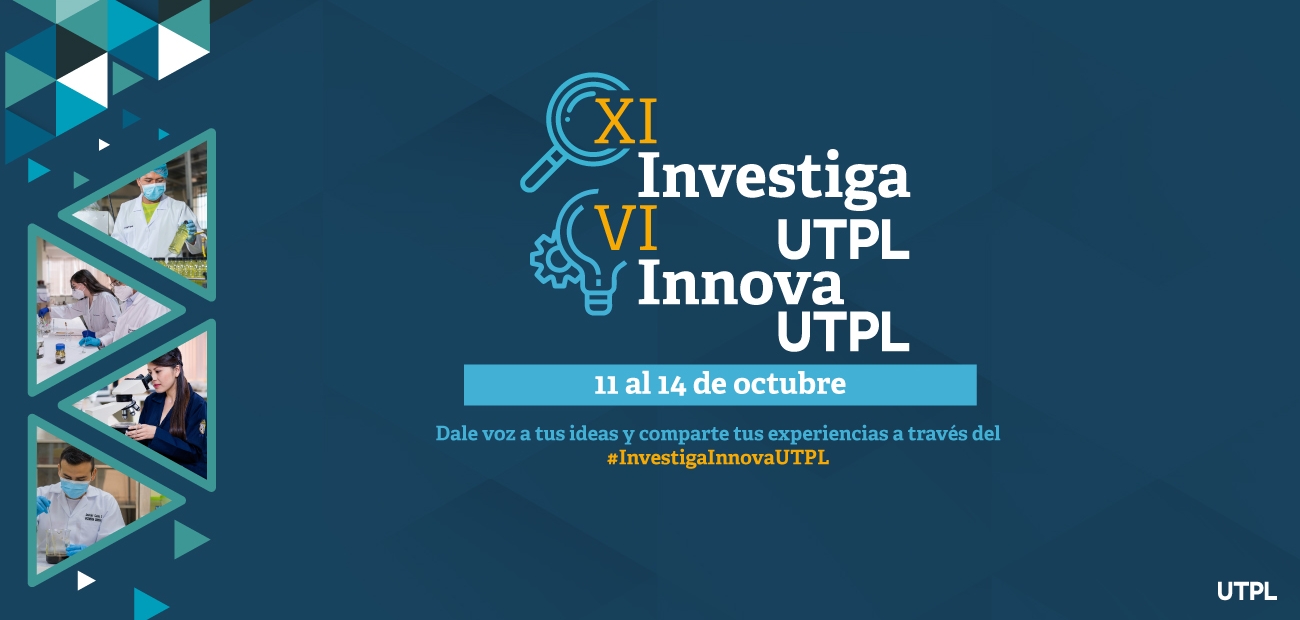 XI
Investiga
UTPL
VI
Innova
UTPL
11 al 14 de octubre
Dale voz a tus ideas y comparte tus experiencias a través del
#InvestigaInnovaUTPL
UTPL